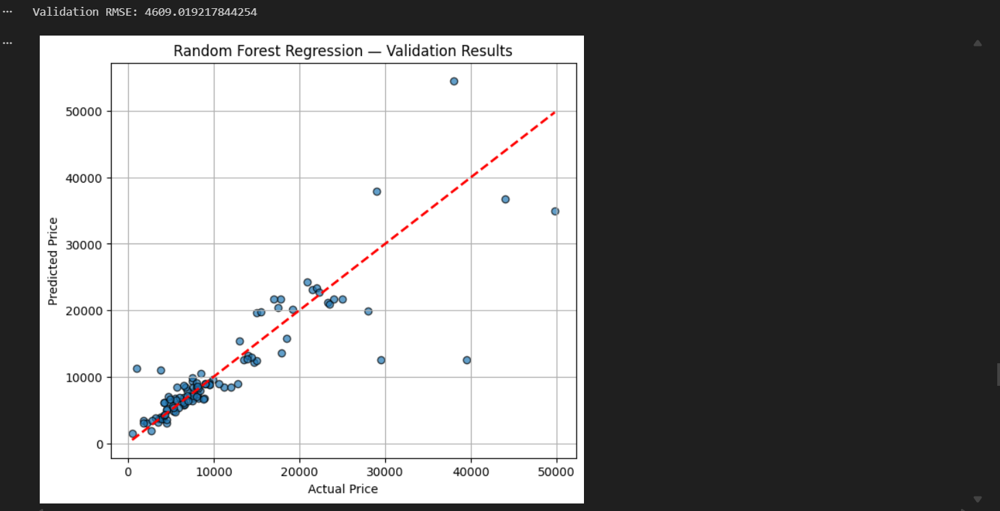 ... Validation RMSE: 4609.019217844254
...
Random Forest Regression — Validation Results
50000
40000
30000
20000
10000
0
Predicted Price
0 10000 20000 30000 40000 50000
Actual Price